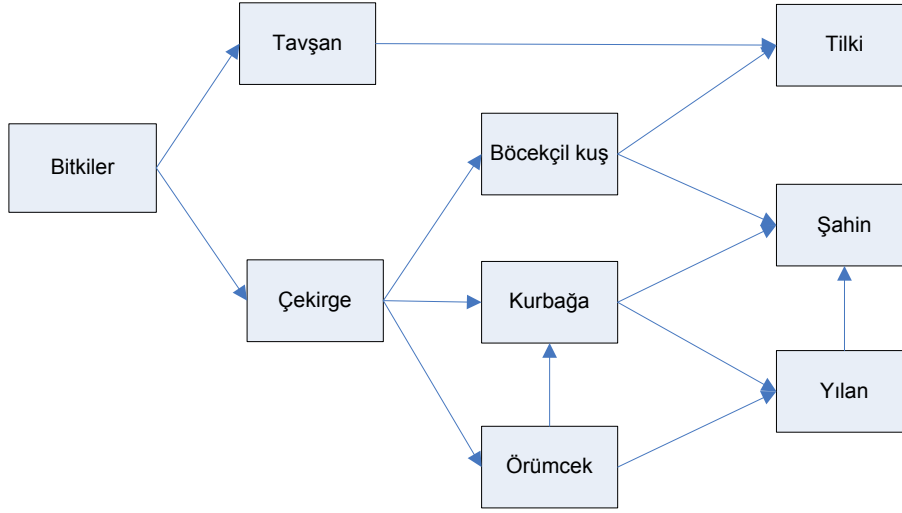 Tavşan
Tilki
Bitkiler
Böcekçil kuş
Şahin
Çekirge
Kurbağa
Yılan
Örümcek